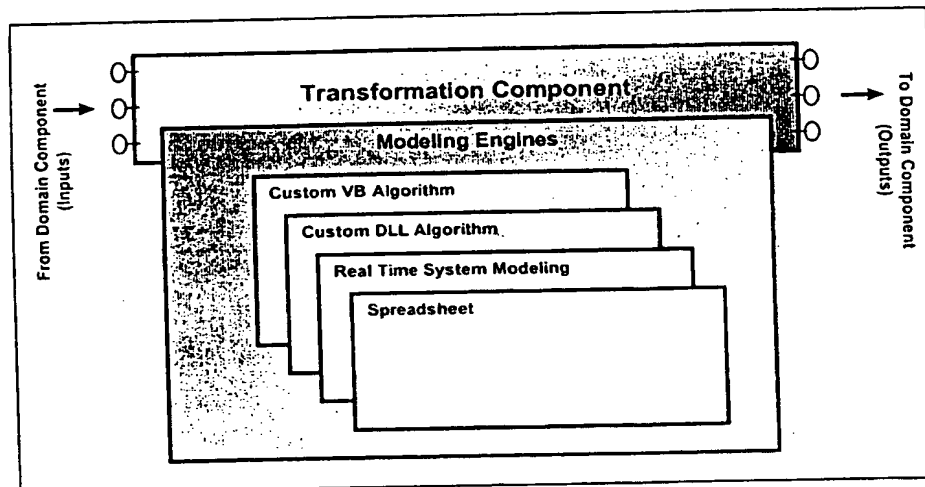 From Domain Component
(Inputs)
Transformation Component
Modeling Engines
Custom VB Algorithm
Custom DLL Algorithm
Real Time System Modeling
Spreadsheet
To Domain Component
(Outputs)